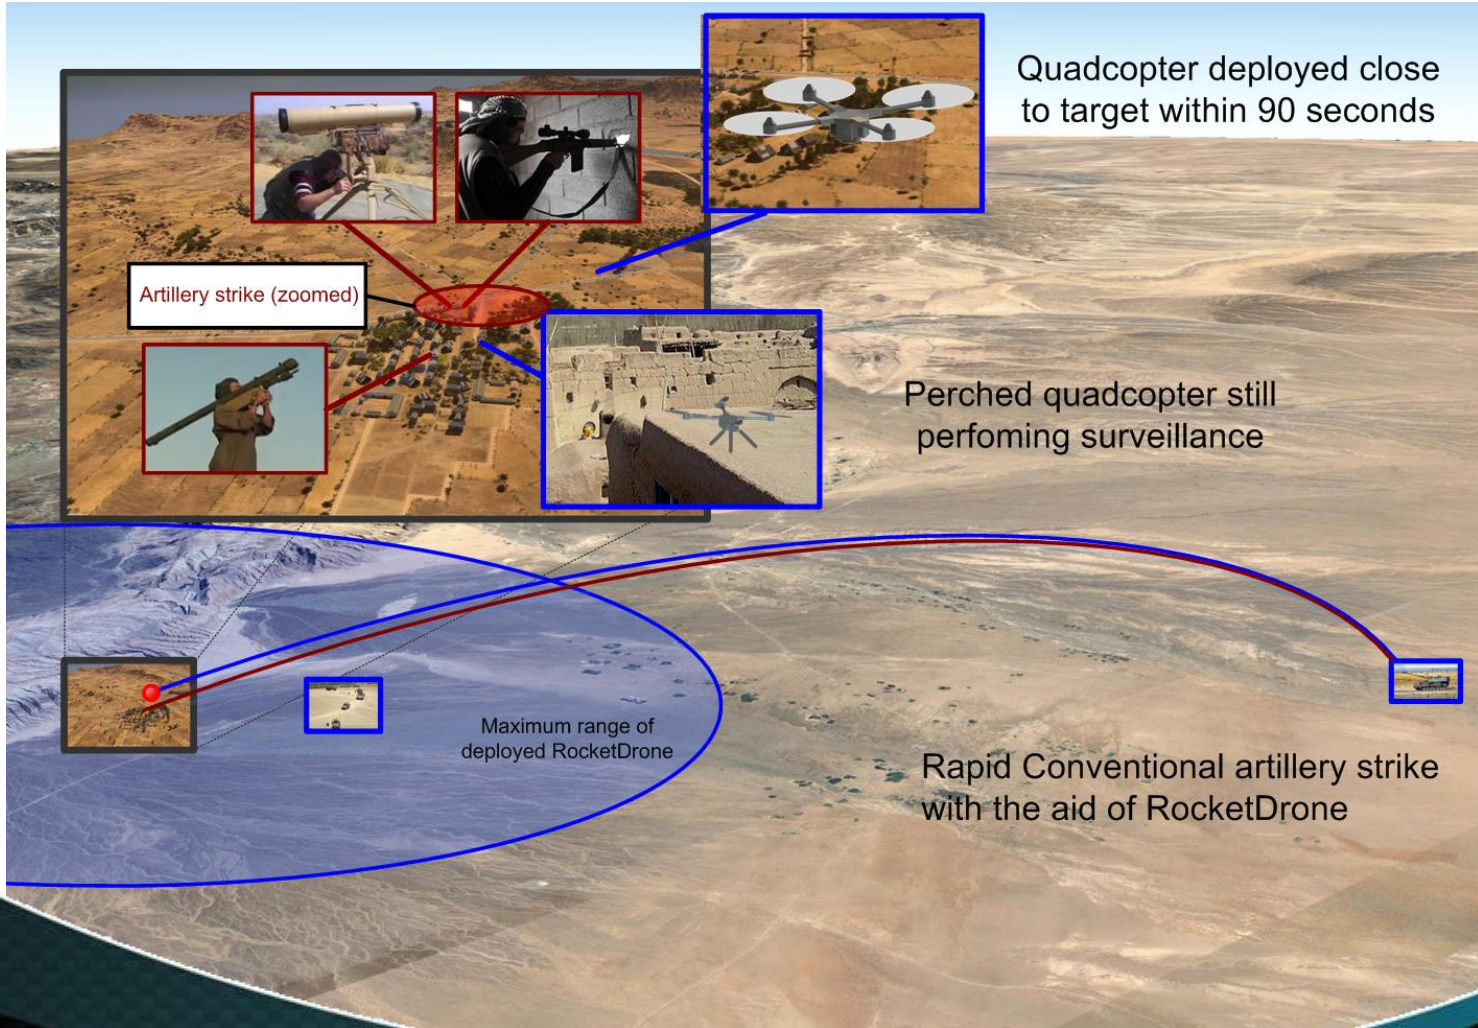 Quadcopter deployed close
to target within 90 seconds
Artillery strike (zoomed)
Perched quadcopter still
perfoming surveillance
Maximum range of
deployed RocketDrone
Rapid Conventional artillery strike
with the aid of RocketDrone